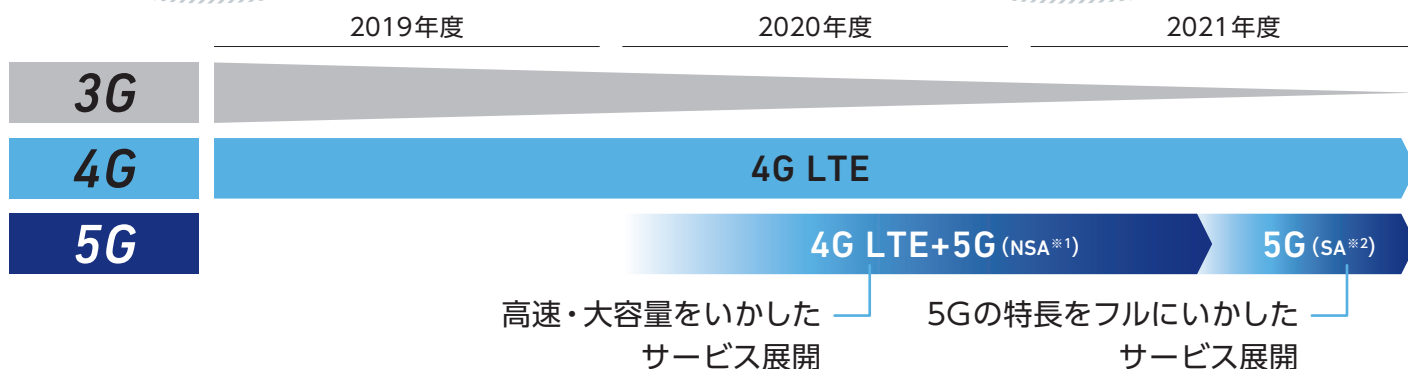 2019年度
2020年度
2021年度
3G
4G
4G LTE
5G
4G LTE+5G (NSA※1)
5G (SA※2)
高速・大容量をいかした
サービス展開
5Gの特長をフルにいかした
サービス展開